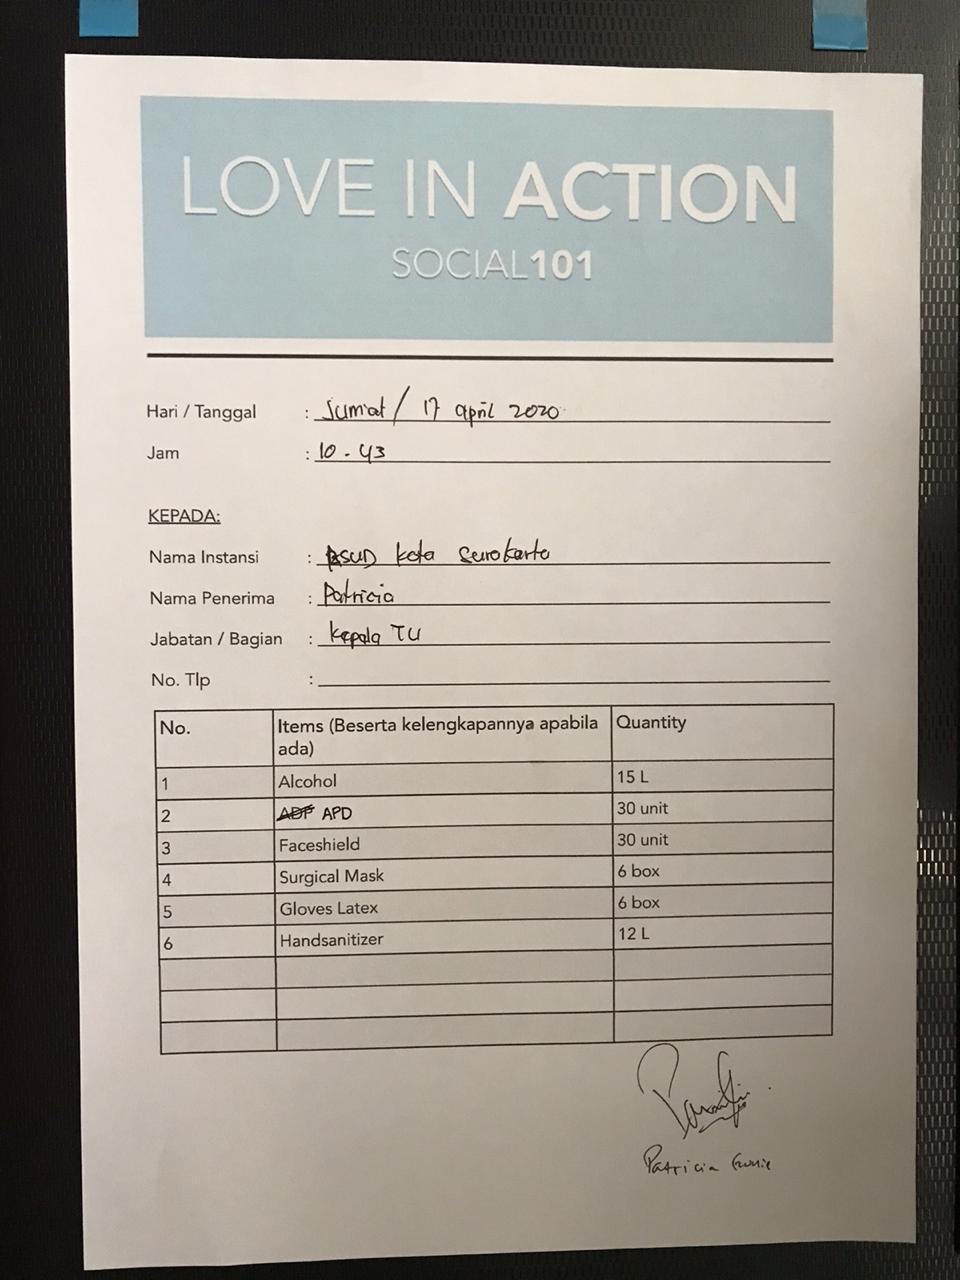 LOVE IN ACTION
SOCIAL101
Hari / Tanggal : Jumat / 17 april 2020
Jam : 10 - 43
KEPADA:
Nama Instansi : RSUD Kota Surakarta
Nama Penerima : Patricia
Jabatan / Bagian : Kepala TU
No. Tlp :
No. Items (Beserta kelengkapannya apabila Quantity
ada)
1 Alcohol 15 L
2 ADP APD 30 unit
3 Faceshield 30 unit
4 Surgical Mask 6 box
5 Gloves Latex 6 box
6 Handsanitizer 12 L
Patricia